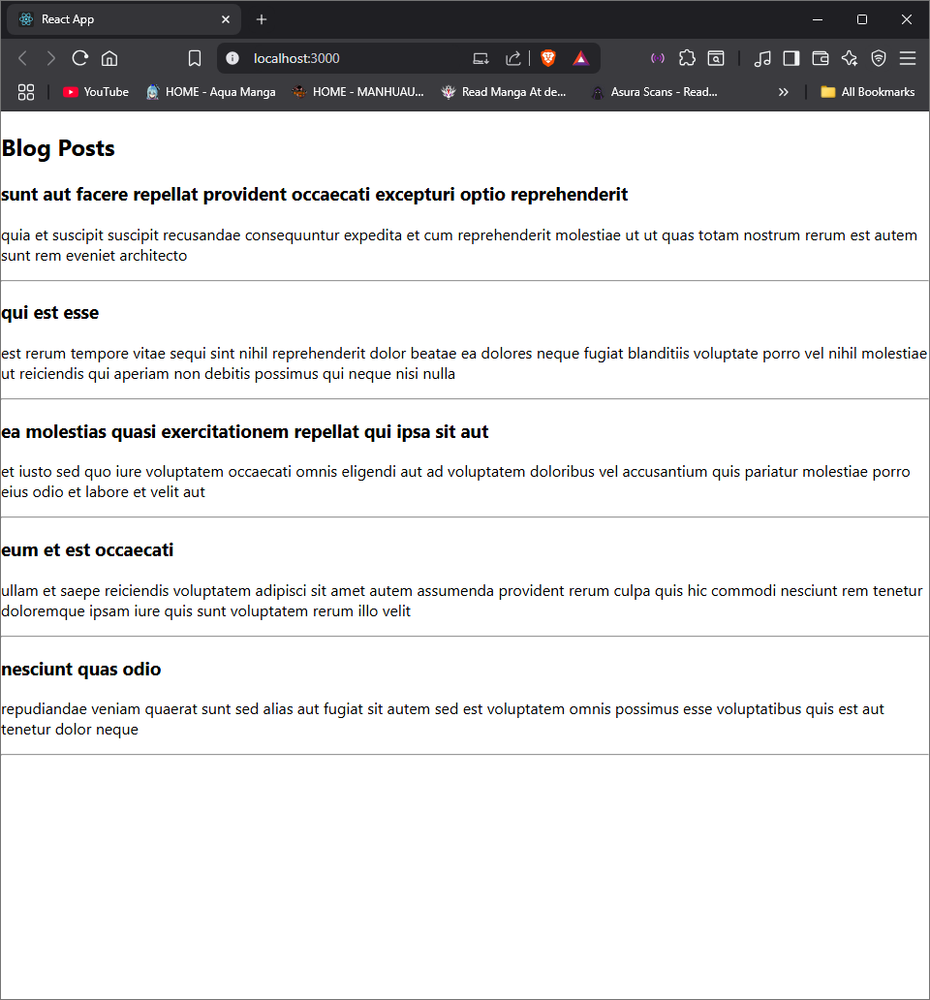 React App
localhost:3000
YouTube
HOME - Aqua Manga
HOME - MANHUAU...
Read Manga At de...
Asura Scans - Read...
All Bookmarks
Blog Posts
sunt aut facere repellat provident occaecati excepturi optio reprehenderit
quia et suscipit suscipit recusandae consequuntur expedita et cum reprehenderit molestiae ut ut quas totam nostrum rerum est autem
sunt rem eveniet architecto
qui est esse
est rerum tempore vitae sequi sint nihil reprehenderit dolor beatae ea dolores neque fugiat blanditiis voluptate porro vel nihil molestiae
ut reiciendis qui aperiam non debitis possimus qui neque nisi nulla
ea molestias quasi exercitationem repellat qui ipsa sit aut
et iusto sed quo iure voluptatem occaecati omnis eligendi aut ad voluptatem doloribus vel accusantium quis pariatur molestiae porro
eius odio et labore et velit aut
eum et est occaecati
ullam et saepe reiciendis voluptatem adipisci sit amet autem assumenda provident rerum culpa quis hic commodi nesciunt rem tenetur
doloremque ipsam iure quis sunt voluptatem rerum illo velit
nesciunt quas odio
repudiandae veniam quaerat sunt sed alias aut fugiat sit autem sed est voluptatem omnis possimus esse voluptatibus quis est aut
tenetur dolor neque